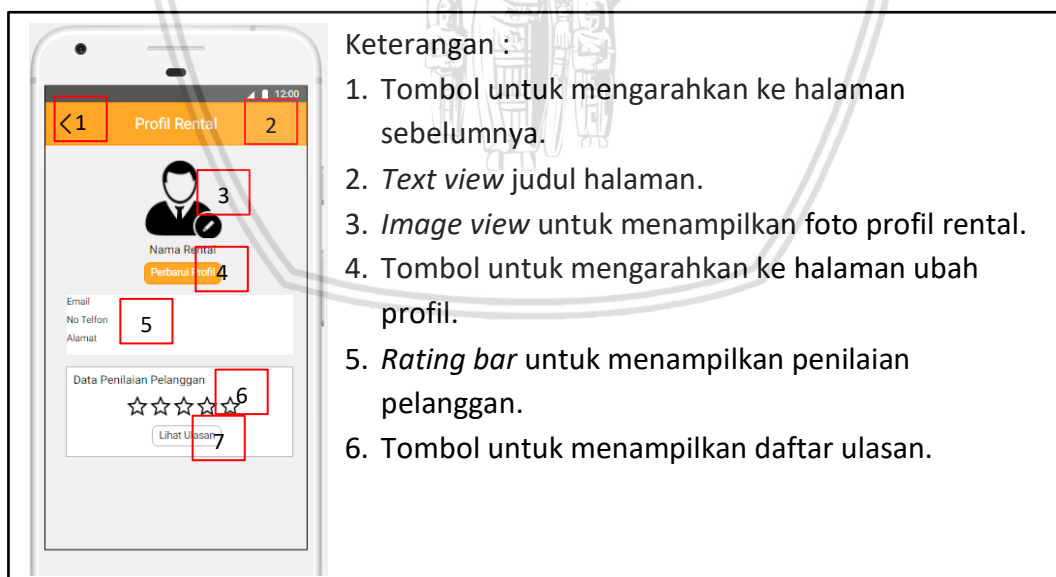 Keterangan :
1. Tombol untuk mengarahkan ke halaman
sebelumnya.
2. Text view judul halaman.
3. Image view untuk menampilkan foto profil rental.
4. Tombol untuk mengarahkan ke halaman ubah
profil.
5. Rating bar untuk menampilkan penilaian
pelanggan.
6. Tombol untuk menampilkan daftar ulasan.
12:00
1 Profil Rental 2
3
Nama Rental
Perbarui Profil 4
Email
No Telfon
Alamat
5
Data Penilaian Pelanggan
6
Lihat Ulasan 7